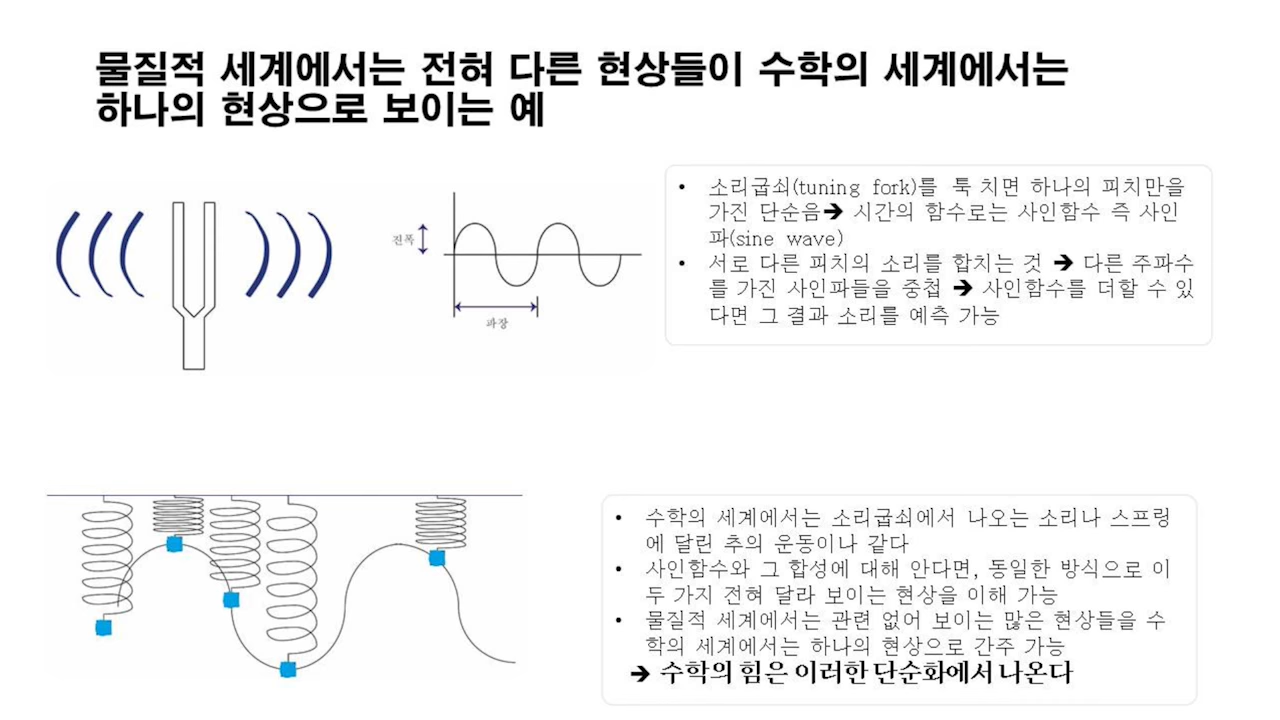 물질적 세계에서는 전혀 다른 현상들이 수학의 세계에서는
하나의 현상으로 보이는 예
진폭
파장
• 소리굽쇠(tuning fork)를 툭 치면 하나의 피치만을
가진 단순음➔ 시간의 함수로는 사인함수 즉 사인
파(sine wave)
• 서로 다른 피치의 소리를 합치는 것 ➔ 다른 주파수
를 가진 사인파들을 중첩 ➔ 사인함수를 더할 수 있
다면 그 결과 소리를 예측 가능
• 수학의 세계에서는 소리굽쇠에서 나오는 소리나 스프링
에 달린 추의 운동이나 같다
• 사인함수와 그 합성에 대해 안다면, 동일한 방식으로 이
두 가지 전혀 달라 보이는 현상을 이해 가능
• 물질적 세계에서는 관련 없어 보이는 많은 현상들을 수
학의 세계에서는 하나의 현상으로 간주 가능
➔ 수학의 힘은 이러한 단순화에서 나온다